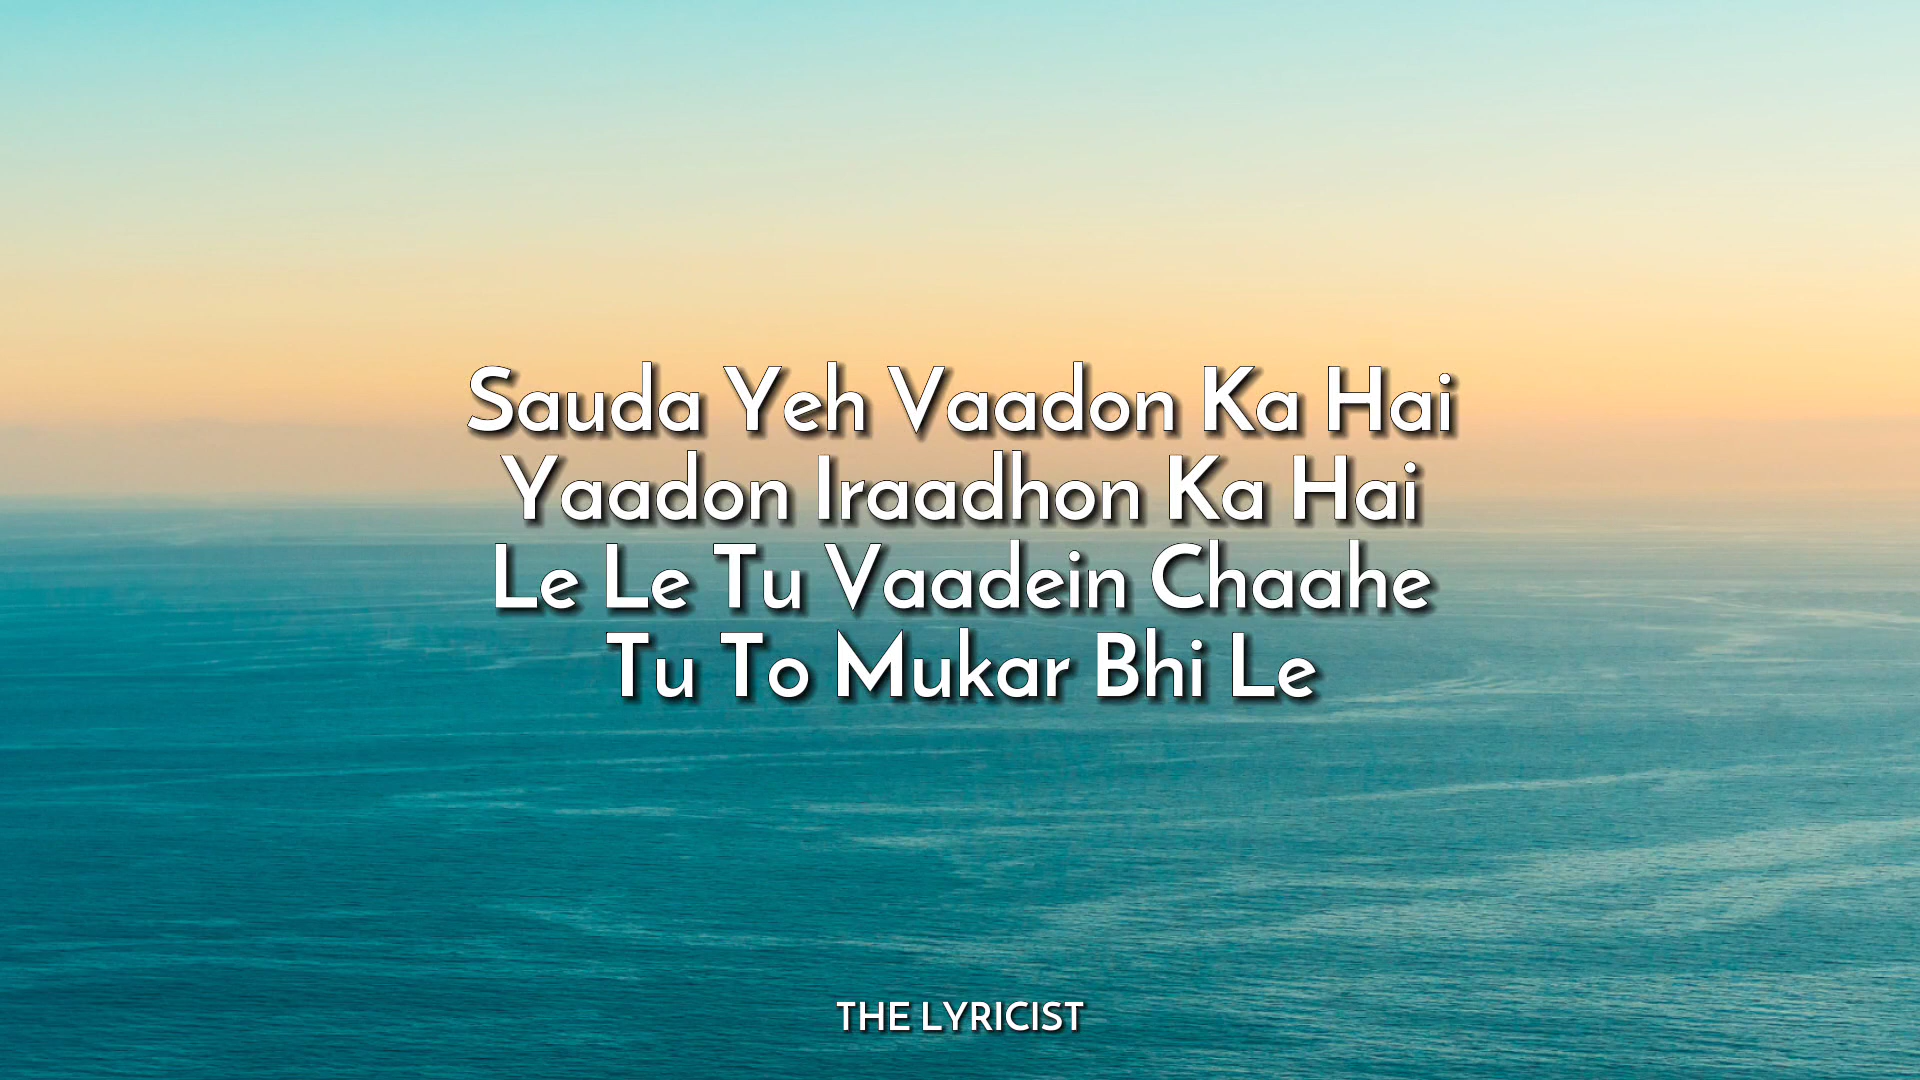 Sauda Yeh Vaadon Ka Hai
Yaadon Iraadhon Ka Hai
Le Le Tu Vaadein Chaahe
Tu To Mukar Bhi Le
THE LYRICIST